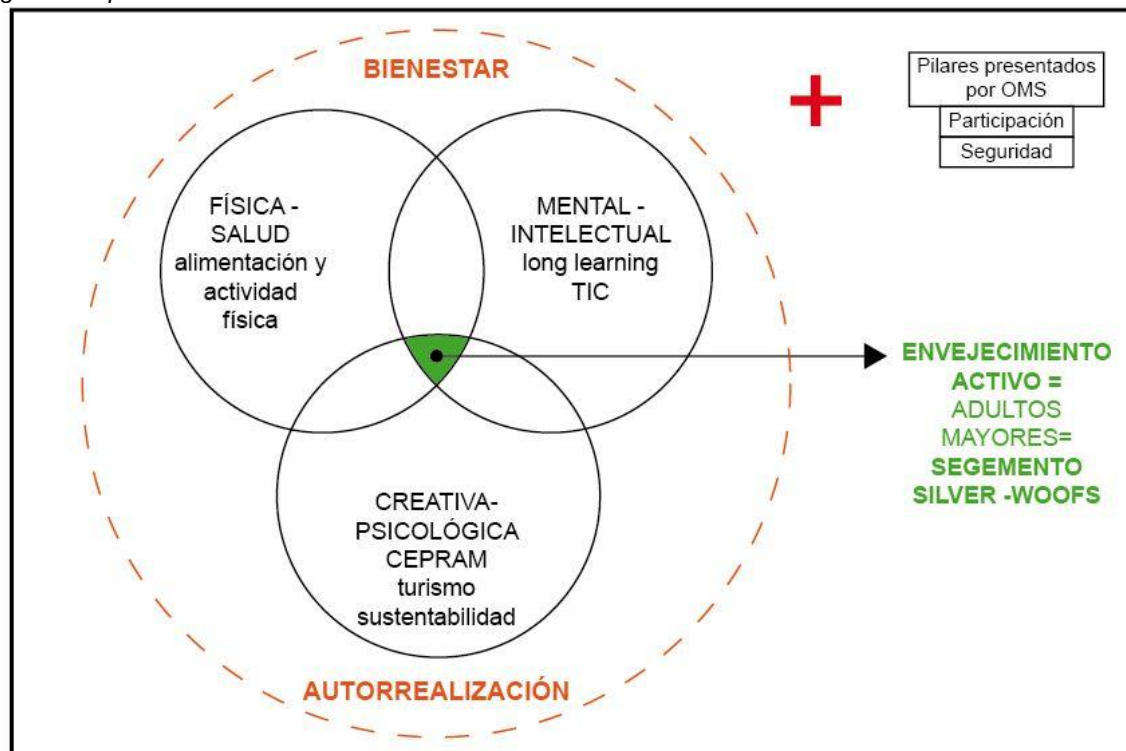 BIENESTAR
Pilares presentados
por OMS
Participación
Seguridad
FÍSICA -
SALUD
alimentación y
actividad
física
MENTAL -
INTELECTUAL
long learning
TIC
ENVEJECIMIENTO
ACTIVO =
ADULTOS
MAYORES=
SEGEMENTO
SILVER -WOOFS
CREATIVA-
PSICOLÓGICA
CEPRAM
turismo
sustentabilidad
AUTORREALIZACIÓN